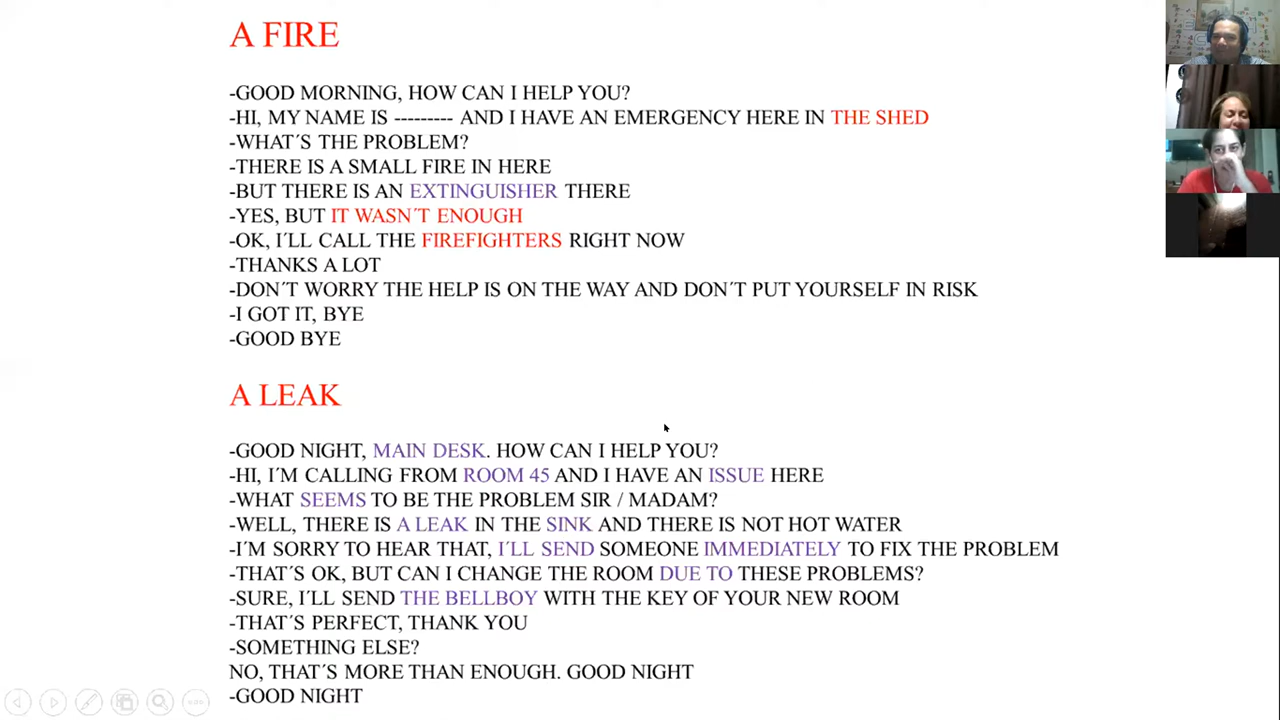 A FIRE
-GOOD MORNING, HOW CAN I HELP YOU?
-HI, MY NAME IS --------- AND I HAVE AN EMERGENCY HERE IN THE SHED
-WHAT´S THE PROBLEM?
-THERE IS A SMALL FIRE IN HERE
-BUT THERE IS AN EXTINGUISHER THERE
-YES, BUT IT WASN´T ENOUGH
-OK, I´LL CALL THE FIREFIGHTERS RIGHT NOW
-THANKS A LOT
-DON´T WORRY THE HELP IS ON THE WAY AND DON´T PUT YOURSELF IN RISK
-I GOT IT, BYE
-GOOD BYE
A LEAK
-GOOD NIGHT, MAIN DESK. HOW CAN I HELP YOU?
-HI, I´M CALLING FROM ROOM 45 AND I HAVE AN ISSUE HERE
-WHAT SEEMS TO BE THE PROBLEM SIR / MADAM?
-WELL, THERE IS A LEAK IN THE SINK AND THERE IS NOT HOT WATER
-I´M SORRY TO HEAR THAT, I´LL SEND SOMEONE IMMEDIATELY TO FIX THE PROBLEM
-THAT´S OK, BUT CAN I CHANGE THE ROOM DUE TO THESE PROBLEMS?
-SURE, I´LL SEND THE BELLBOY WITH THE KEY OF YOUR NEW ROOM
-THAT´S PERFECT, THANK YOU
-SOMETHING ELSE?
NO, THAT´S MORE THAN ENOUGH. GOOD NIGHT
-GOOD NIGHT